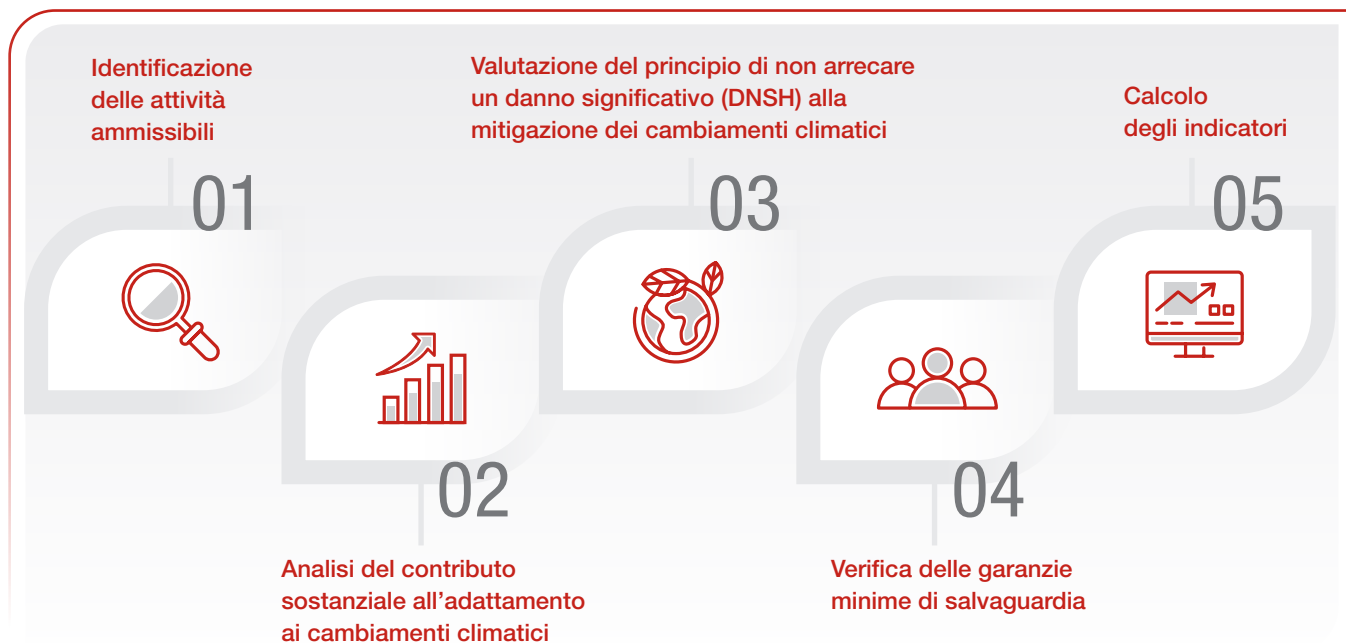 Identificazione
delle attività
ammissibili
01
02
Analisi del contributo
sostanziale all’adattamento
ai cambiamenti climatici
Valutazione del principio di non arrecare
un danno significativo (DNSH) alla
mitigazione dei cambiamenti climatici
03
04
Verifica delle garanzie
minime di salvaguardia
Calcolo
degli indicatori
05